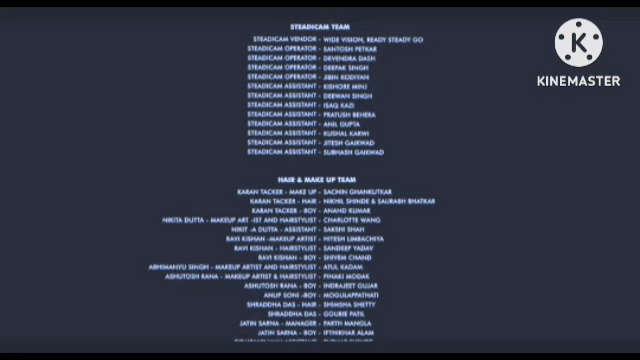 STEADICAM TEAM
STEADICAM VENDOR - WIDE VISION, READY STEADY GO
STEADICAM OPERATOR - SANTOSH PETKAR
STEADICAM OPERATOR - DEVENDRA DASH
STEADICAM OPERATOR - DEEPAK SINGH
STEADICAM OPERATOR - JIBIN KODIYAN
STEADICAM ASSISTANT - KISHORE MINJ
STEADICAM ASSISTANT - DEEWAN SINGH
STEADICAM ASSISTANT - ISAQ KAZI
STEADICAM ASSISTANT - PRATUSH BEHERA
STEADICAM ASSISTANT - ANIL GUPTA
STEADICAM ASSISTANT - KUSHAL KARWI
STEADICAM ASSISTANT - JITESH GAIKWAD
STEADICAM ASSISTANT - SUBHASH GAIKWAD
KINEMASTER
HAIR & MAKE UP TEAM
KARAN TACKER - MAKE UP - SACHIN GHANKUTKAR
KARAN TACKER - HAIR - NIKHIL SHINDE & SAURABH BHATKAR
KARAN TACKER - BOY - ANAND KUMAR
NIKITA DUTTA - MAKEUP ART -IST AND HAIRSTYLIST - CHARLOTTE WANG
NIKIT -A DUTTA - ASSISTANT - SAKSHI SHAH
RAVI KISHAN -MAKEUP ARTIST - HITESH LIMBACHIYA
RAVI KISHAN - HAIRSTYLIST - SANDEEP YADAV
RAVI KISHAN - BOY - SHIVEM CHAND
ABHIMANYU SINGH - MAKEUP ARTIST AND HAIRSTYLIST - ATUL KADAM
ASHUTOSH RANA - MAKEUP ARTIST & HAIRSTYLIST - PINAKI MODAK
ASHUTOSH RANA - BOY - INDRAJEET GUJAR
ANUP SONI -BOY - MOGULAPPATHATI
SHRADDHA DAS - HAIR - SHIMSHA SHETTY
SHRADDHA DAS - GOURIE PATIL
JATIN SARNA - MANAGER - PARTH MANGLA
JATIN SARNA - BOY - IFTHIKHAR ALAM